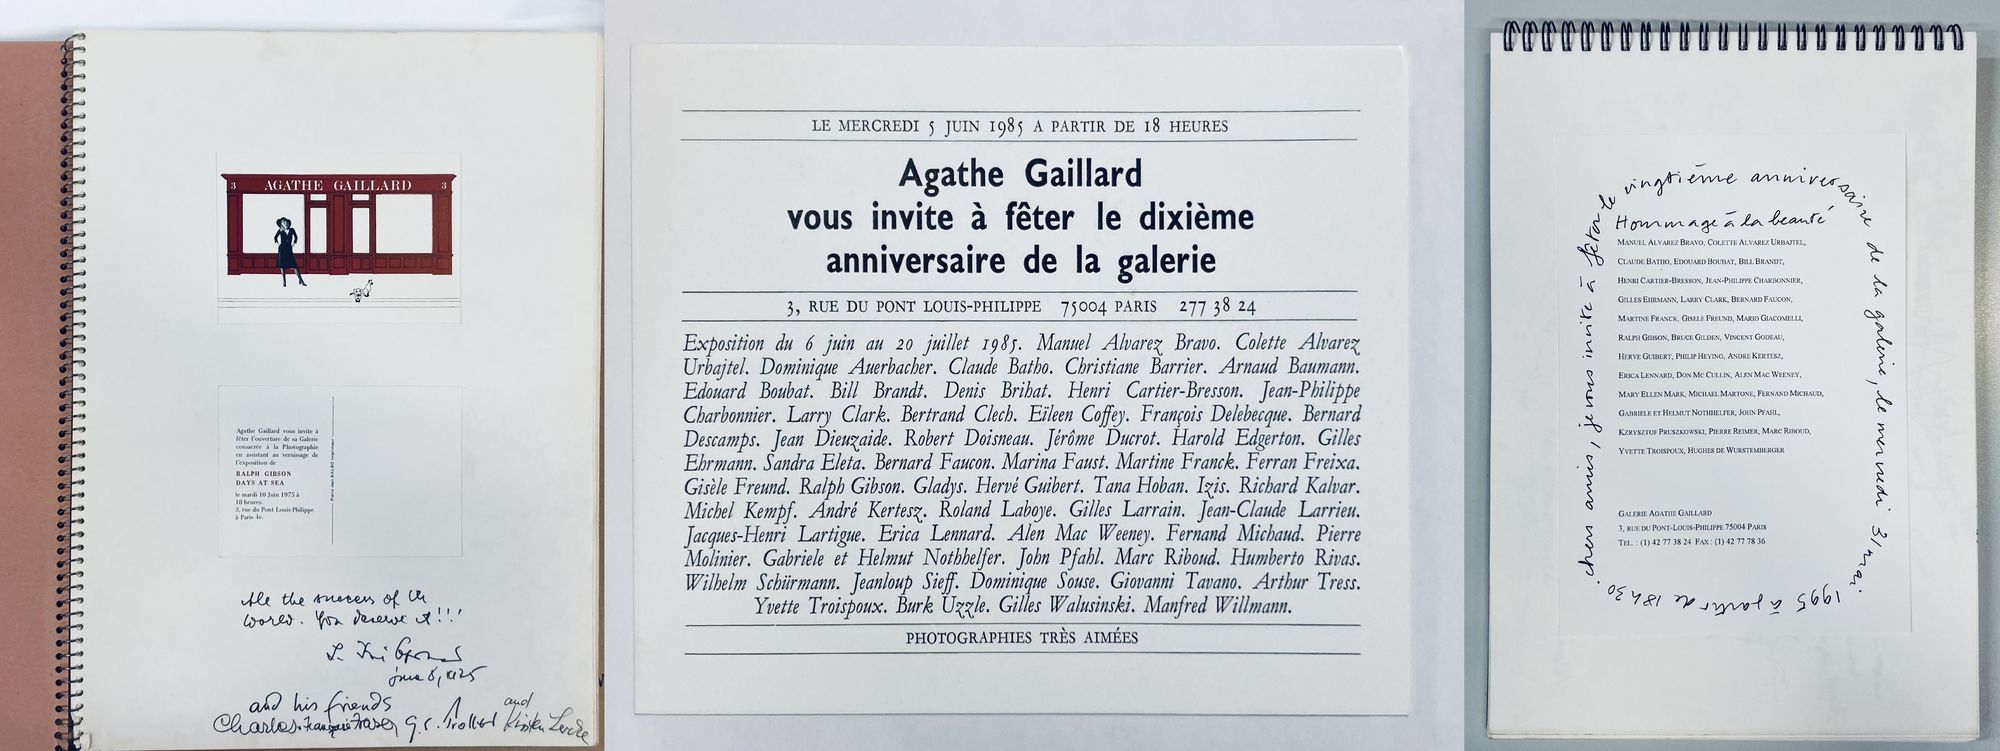 3 AGATHE GAILLARD 3
Agathe Gaillard vous invite à
fêter l'ouverture de sa Galerie
consacrée à la Photographie
en assistant au vernissage de
l'exposition de
RALPH GIBSON
DAYS AT SEA
le mardi 10 Juin 1975 à
18 heures.
3, rue du Pont Louis-Philippe
à Paris 4e.
All the success of the
world. You deserve it!!!
and his friends
and
Charles
LE MERCREDI 5 JUIN 1985 A PARTIR DE 18 HEURES
Agathe Gaillard
vous invite à fêter le dixième
anniversaire de la galerie
3, RUE DU PONT LOUIS-PHILIPPE 75004 PARIS 277 38 24
Exposition du 6 juin au 20 juillet 1985. Manuel Alvarez Bravo. Colette Alvarez
Urbajtel. Dominique Auerbacher. Claude Batho. Christiane Barrier. Arnaud Baumann.
Edouard Boubat. Bill Brandt. Denis Brihat. Henri Cartier-Bresson. Jean-Philippe
Charbonnier. Larry Clark. Bertrand Clech. Eïleen Coffey. François Delebecque. Bernard
Descamps. Jean Dieuzaide. Robert Doisneau. Jérôme Ducrot. Harold Edgerton. Gilles
Ehrmann. Sandra Eleta. Bernard Faucon. Marina Faust. Martine Franck. Ferran Freixa.
Gisèle Freund. Ralph Gibson. Gladys. Hervé Guibert. Tana Hoban. Izis. Richard Kalvar.
Michel Kempf. André Kertesz. Roland Laboye. Gilles Larrain. Jean-Claude Larrieu.
Jacques-Henri Lartigue. Erica Lennard. Alen Mac Weeney. Fernand Michaud. Pierre
Molinier. Gabriele et Helmut Nothhelfer. John Pfahl. Marc Riboud. Humberto Rivas.
Wilhelm Schürmann. Jeanloup Sieff. Dominique Souse. Giovanni Tavano. Arthur Tress.
Yvette Troispoux. Burk Uzzle. Gilles Walusinski. Manfred Willmann.
PHOTOGRAPHIES TRÈS AIMÉES
chers amis, je vous invite à fêter le vingtième anniversaire de la galerie, le mercredi 31 mai 1995 à partir de 18h30
Hommage à la beauté
MANUEL ALVAREZ BRAVO, COLETTE ALVAREZ URBAJTEL,
CLAUDE BATHO, EDOUARD BOUBAT, BILL BRANDT,
HENRI CARTIER-BRESSON, JEAN-PHILIPPE CHARBONNIER,
GILLES EHRMANN, LARRY CLARK, BERNARD FAUCON,
MARTINE FRANCK, GISELE FREUND, MARIO GIACOMELLI,
RALPH GIBSON, BRUCE GILDEN, VINCENT GODEAU,
HERVE GUIBERT, PHILIP HEYING, ANDRE KERTESZ,
ERICA LENNARD, DON MC CULLIN, ALEN MAC WEENEY,
MARY ELLEN MARK, MICHAEL MARTONE, FERNAND MICHAUD,
GABRIELE ET HELMUT NOTHHELFER, JOHN PFAHL,
KZRYSZTOF PRUSZKOWSKI, PIERRE REIMER, MARC RIBOUD,
YVETTE TROISPOUX, HUGHES DE WURSTEMBERGER
GALERIE AGATHE GAILLARD
3, RUE DU PONT-LOUIS-PHILIPPE 75004 PARIS
TEL. : (1) 42 77 38 24 FAX : (1) 42 77 78 36